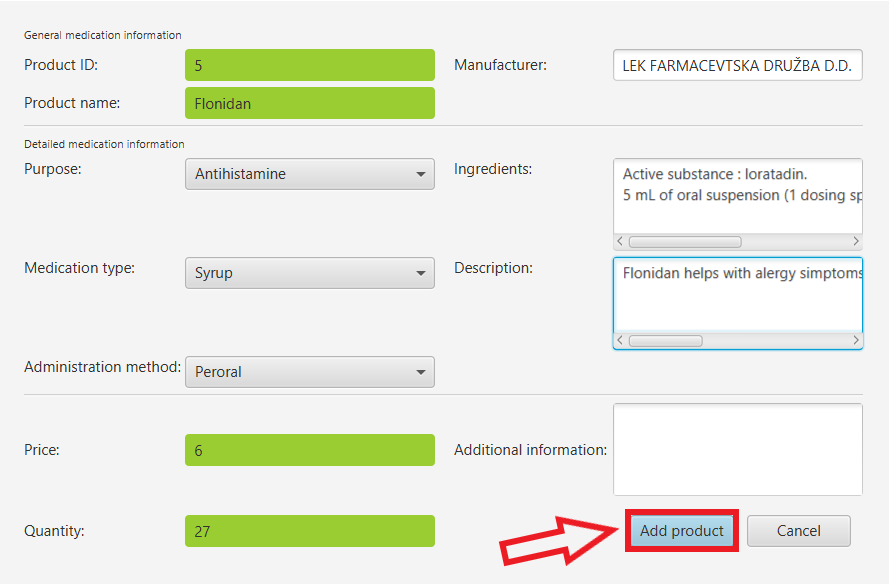 General medication information
Product ID:
5
Manufacturer:
LEK FARMACEVTSKA DRUŽBA D.D.
Product name:
Flonidan
Detailed medication information
Purpose:
Antihistamine
Ingredients:
Active substance : loratadin.
5 mL of oral suspension (1 dosing sp
Medication type:
Syrup
Description:
Flonidan helps with alergy simptoms
Administration method:
Peroral
Price:
6
Additional information:
Quantity:
27
Add product
Cancel